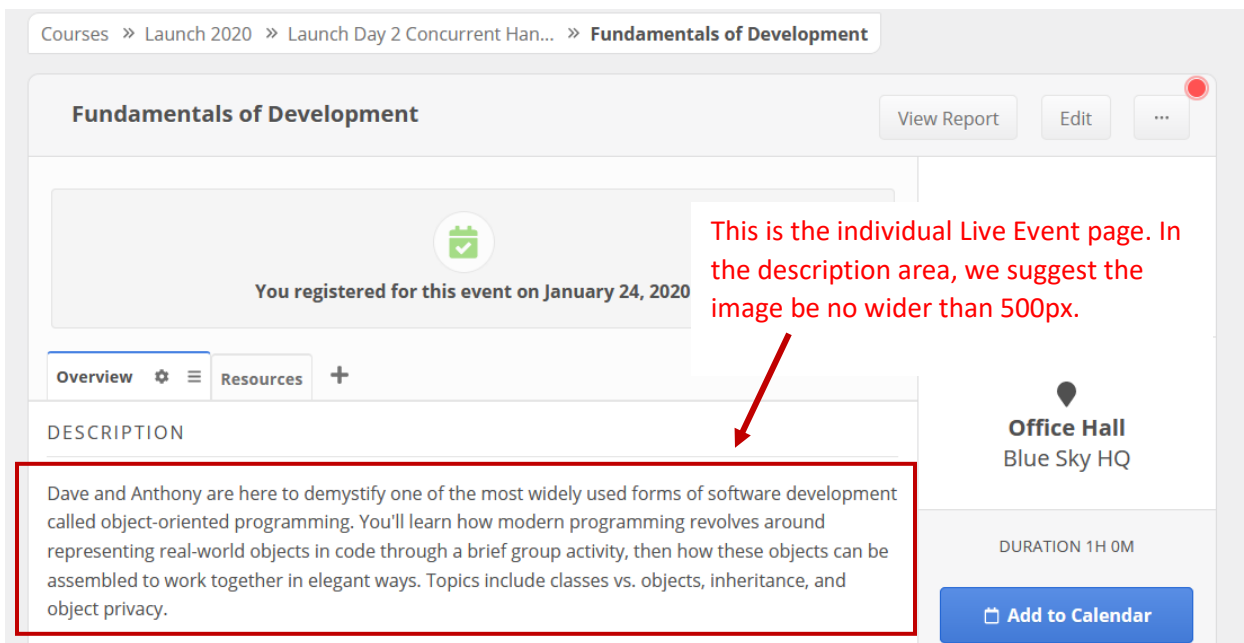 Courses » Launch 2020 » Launch Day 2 Concurrent Han... » Fundamentals of Development
Fundamentals of Development
View Report
Edit
...
This is the individual Live Event page. In
the description area, we suggest the
image be no wider than 500px.
You registered for this event on January 24, 2020
Overview
Resources
+
Office Hall
Blue Sky HQ
DESCRIPTION
Dave and Anthony are here to demystify one of the most widely used forms of software development
called object-oriented programming. You'll learn how modern programming revolves around
representing real-world objects in code through a brief group activity, then how these objects can be
assembled to work together in elegant ways. Topics include classes vs. objects, inheritance, and
object privacy.
DURATION 1H 0M
Add to Calendar